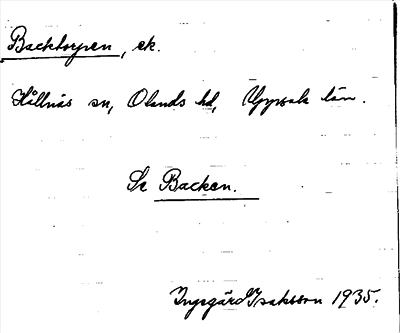 Backtorpen, ek.
Hållnäs sn, Olands hd, Uppsala län.
Se Backen.
Ingegärd Isaksson 1935.